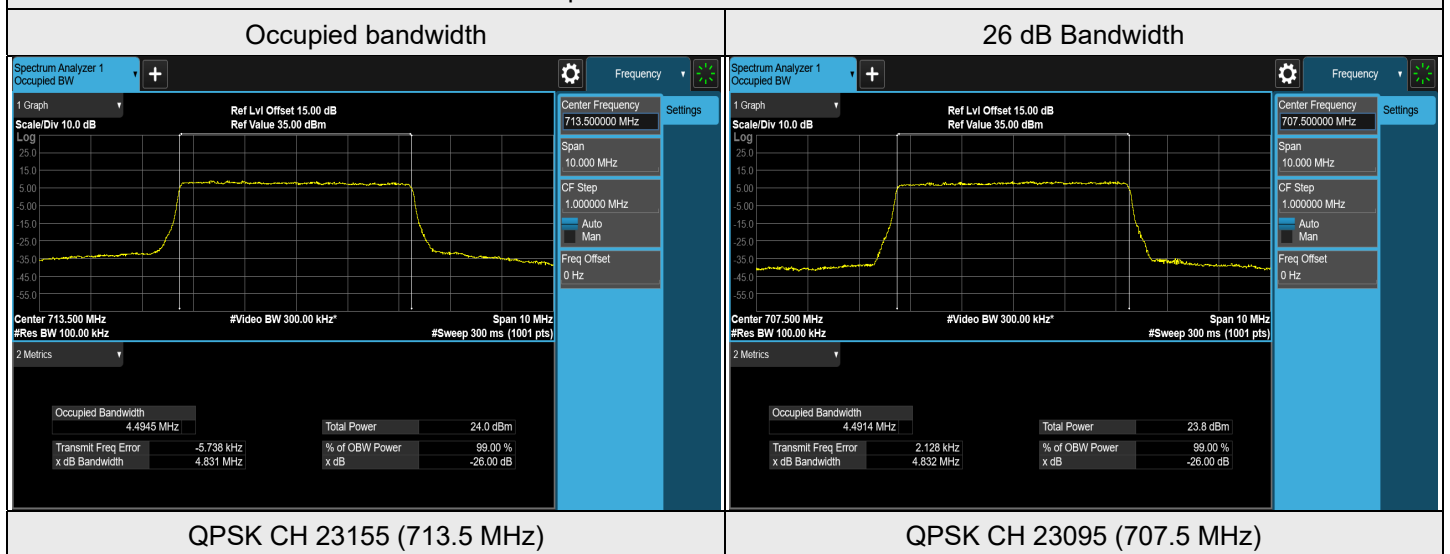 Occupied bandwidth
26 dB Bandwidth
Spectrum Analyzer 1
Occupied BW
+
Frequency
1 Graph
Scale/Div 10.0 dB
Ref Lvl Offset 15.00 dB
Ref Value 35.00 dBm
Log
25.0
15.0
5.00
-5.00
-15.0
-25.0
-35.0
-45.0
-55.0
Center 713.500 MHz
#Video BW 300.00 kHz*
Span 10 MHz
#Res BW 100.00 kHz
#Sweep 300 ms (1001 pts)
Center Frequency
713.500000 MHz
Settings
Span
10.000 MHz
CF Step
1.000000 MHz
Auto
Man
Freq Offset
0 Hz
2 Metrics
Occupied Bandwidth
4.4945 MHz
Total Power 24.0 dBm
Transmit Freq Error -5.738 kHz
% of OBW Power 99.00 %
x dB Bandwidth 4.831 MHz
x dB -26.00 dB
Spectrum Analyzer 1
Occupied BW
+
Frequency
1 Graph
Scale/Div 10.0 dB
Ref Lvl Offset 15.00 dB
Ref Value 35.00 dBm
Log
25.0
15.0
5.00
-5.00
-15.0
-25.0
-35.0
-45.0
-55.0
Center 707.500 MHz
#Video BW 300.00 kHz*
Span 10 MHz
#Res BW 100.00 kHz
#Sweep 300 ms (1001 pts)
Center Frequency
707.500000 MHz
Settings
Span
10.000 MHz
CF Step
1.000000 MHz
Auto
Man
Freq Offset
0 Hz
2 Metrics
Occupied Bandwidth
4.4914 MHz
Total Power 23.8 dBm
Transmit Freq Error 2.128 kHz
% of OBW Power 99.00 %
x dB Bandwidth 4.832 MHz
x dB -26.00 dB
QPSK CH 23155 (713.5 MHz)
QPSK CH 23095 (707.5 MHz)